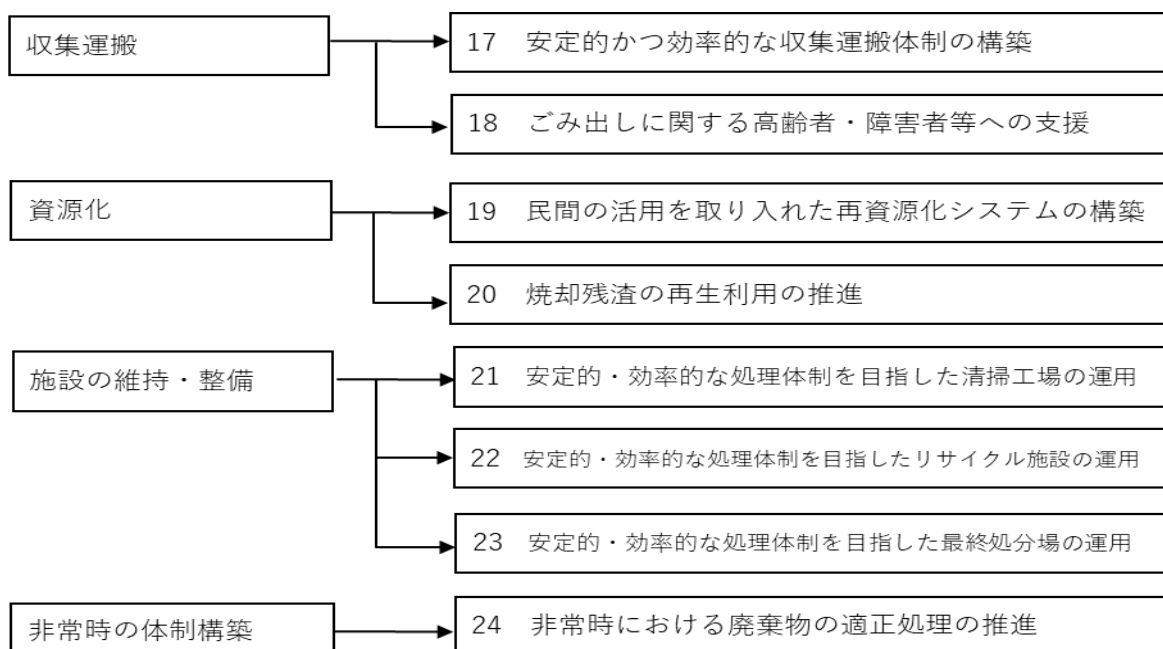 収集運搬
17　安定的かつ効率的な収集運搬体制の構築
18　ごみ出しに関する高齢者・障害者等への支援
資源化
19　民間の活用を取り入れた再資源化システムの構築
20　焼却残渣の再生利用の推進
施設の維持・整備
21　安定的・効率的な処理体制を目指した清掃工場の運用
22　安定的・効率的な処理体制を目指したリサイクル施設の運用
23　安定的・効率的な処理体制を目指した最終処分場の運用
非常時の体制構築
24　非常時における廃棄物の適正処理の推進